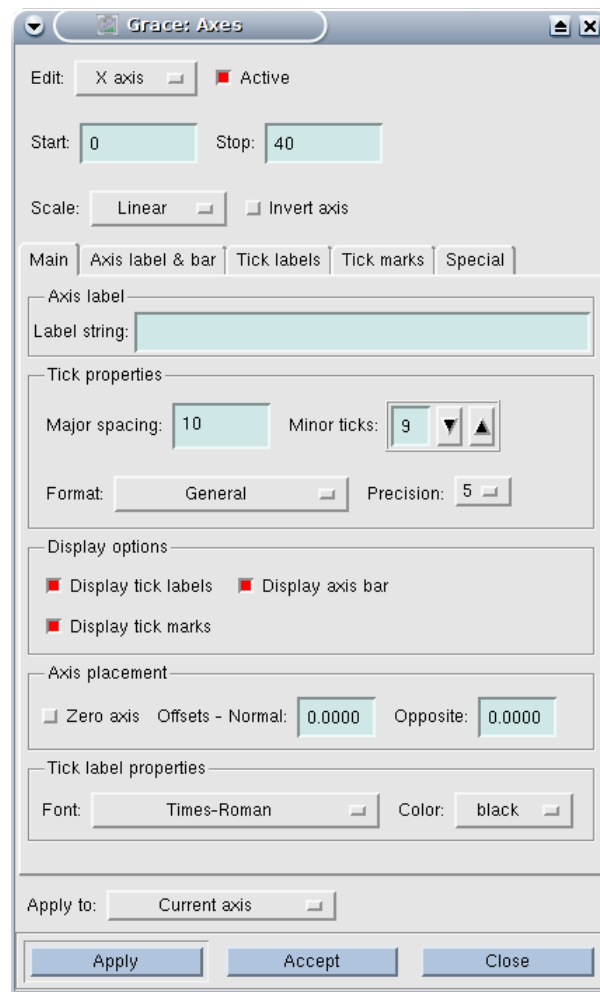 Grace: Axes
Edit: X axis Active
Start: 0 Stop: 40
Scale: Linear Invert axis
Main Axis label & bar Tick labels Tick marks Special
Axis label
Label string:
Tick properties
Major spacing: 10 Minor ticks: 9
Format: General Precision: 5
Display options
Display tick labels Display axis bar
Display tick marks
Axis placement
Zero axis Offsets - Normal: 0.0000 Opposite: 0.0000
Tick label properties
Font: Times-Roman Color: black
Apply to: Current axis
Apply Accept Close